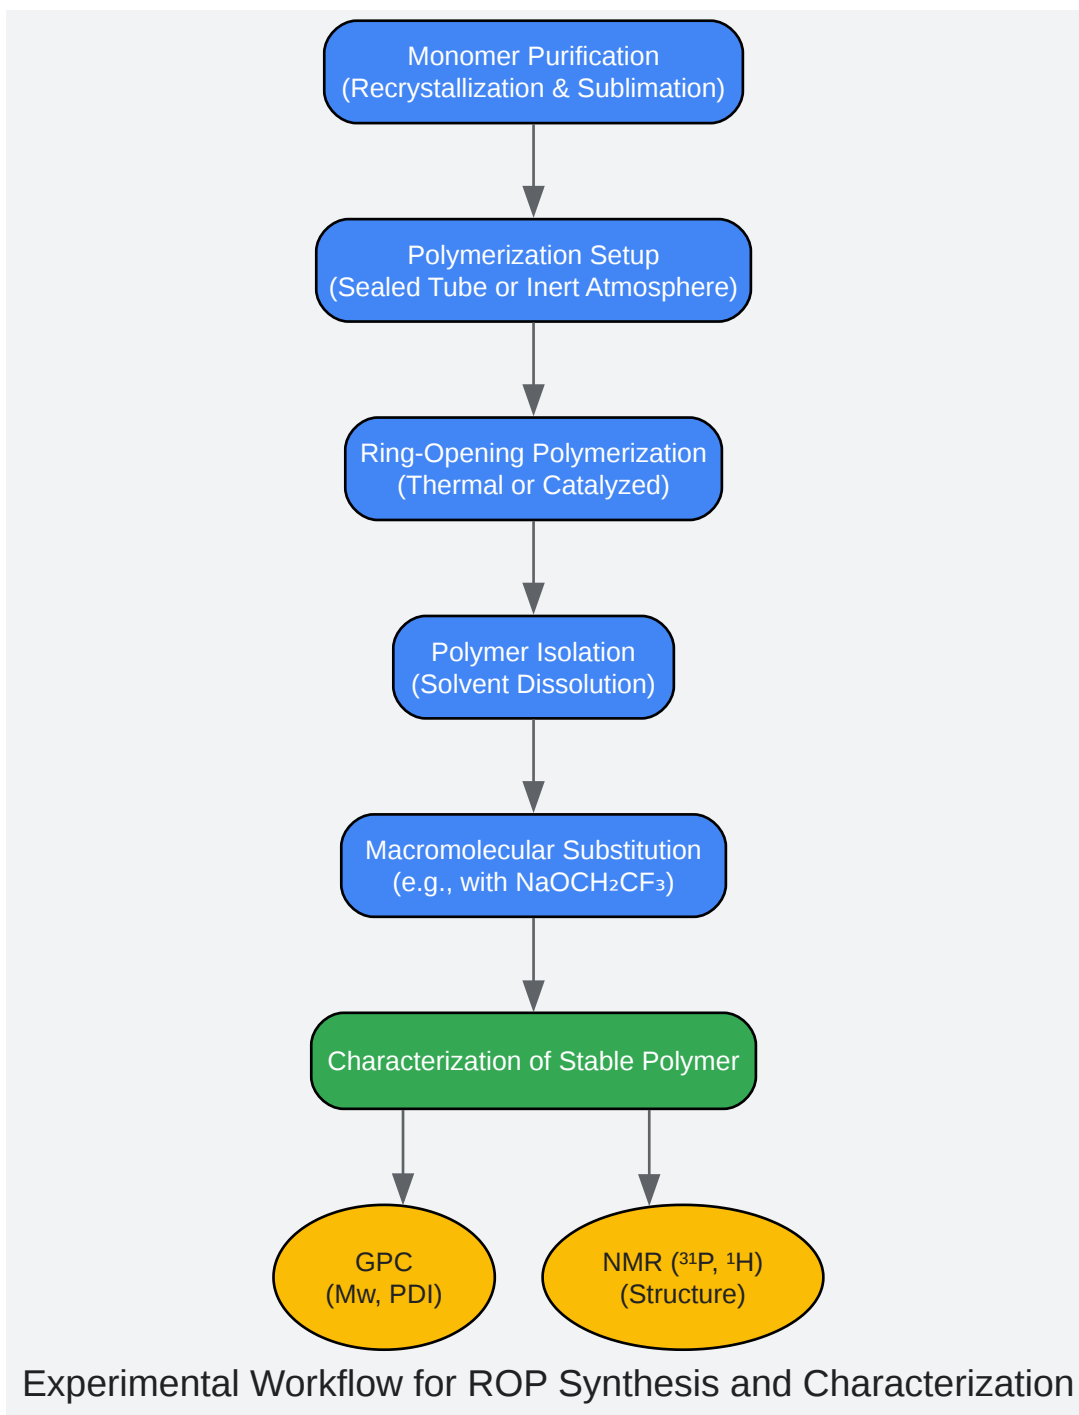 Monomer Purification
(Recrystallization & Sublimation)
Polymerization Setup
(Sealed Tube or Inert Atmosphere)
Ring-Opening Polymerization
(Thermal or Catalyzed)
Polymer Isolation
(Solvent Dissolution)
Macromolecular Substitution
(e.g., with NaOCH₂CF₃)
Characterization of Stable Polymer
GPC
(Mw, PDI)
NMR (³¹P, ¹H)
(Structure)
Experimental Workflow for ROP Synthesis and Characterization